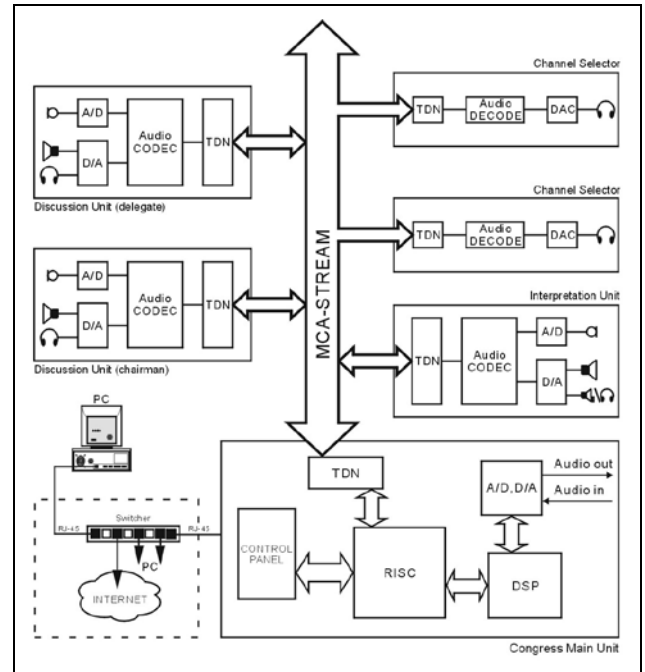 Channel Selector
TDN
Audio
DECODE
DAC
A/D
D/A
Audio
CODEC
TDN
Discussion Unit (delegate)
Channel Selector
TDN
Audio
DECODE
DAC
A/D
D/A
Audio
CODEC
TDN
Discussion Unit (chairman)
MCA-STREAM
Interpretation Unit
TDN
Audio
CODEC
A/D
D/A
PC
RJ-45
Switcher
RJ-45
PC
INTERNET
TDN
CONTROL
PANEL
RISC
A/D,D/A
Audio out
Audio in
DSP
Congress Main Unit